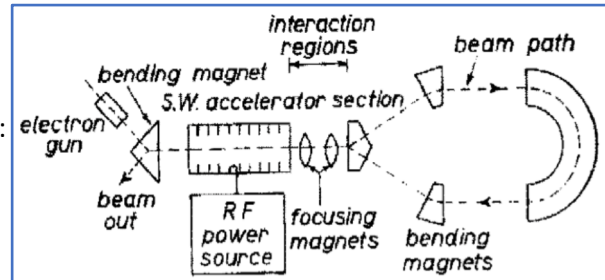 interaction
regions
beam path
bending magnet
S.W. accelerator section
:
electron
gun
beam
out
RF
power
source
focusing
magnets
bending
magnets